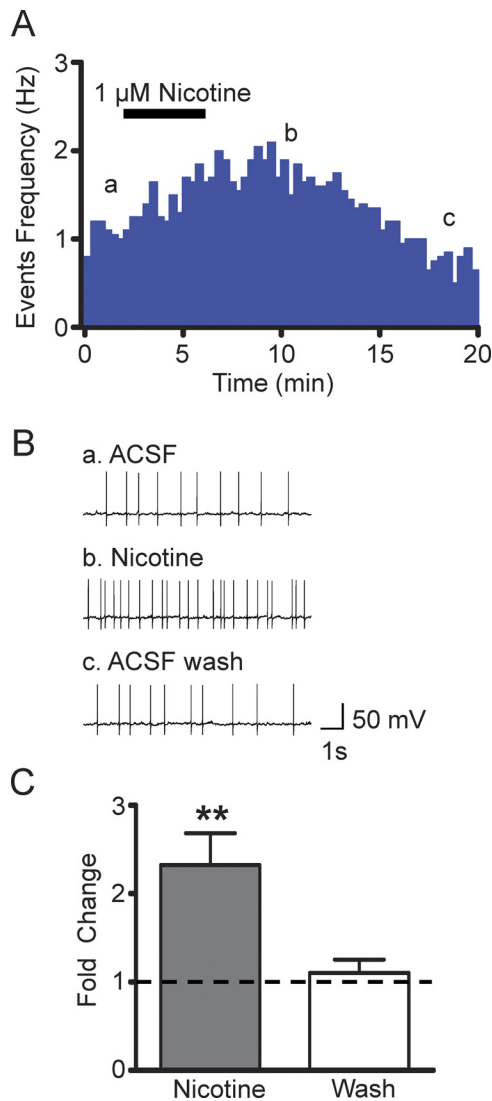 A
Events Frequency (Hz)
3
2
1
0
1 μM Nicotine
a
b
c
0
5
10
15
20
Time (min)
B
a. ACSF
b. Nicotine
c. ACSF wash
50 mV
1s
C
Fold Change
3
2
1
0
**
Nicotine
Wash